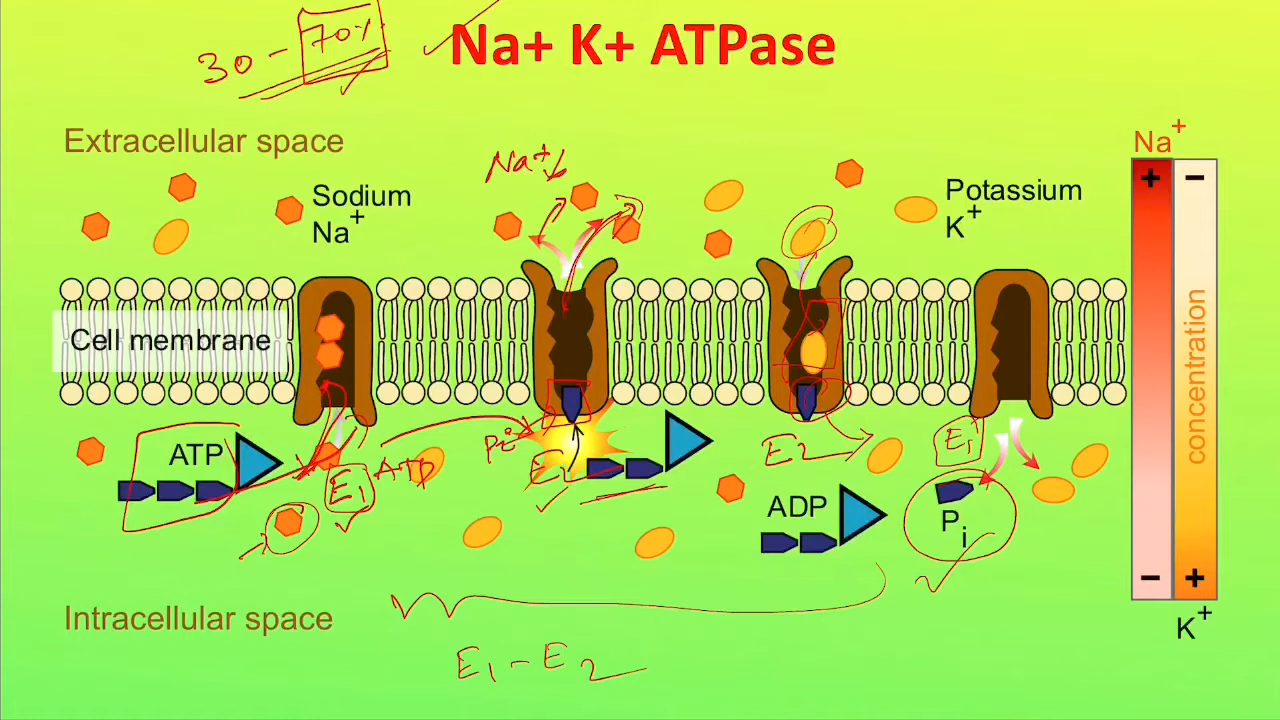 30 - 70%
Na+ K+ ATPase
Extracellular space
Na+
Sodium
Na+
Na+
Potassium
K+
+ -
Cell membrane
concentration
ATP
E1
ATP
Pi
E2
E2
E1
ADP
Pi
- +
K+
Intracellular space
E1 - E2